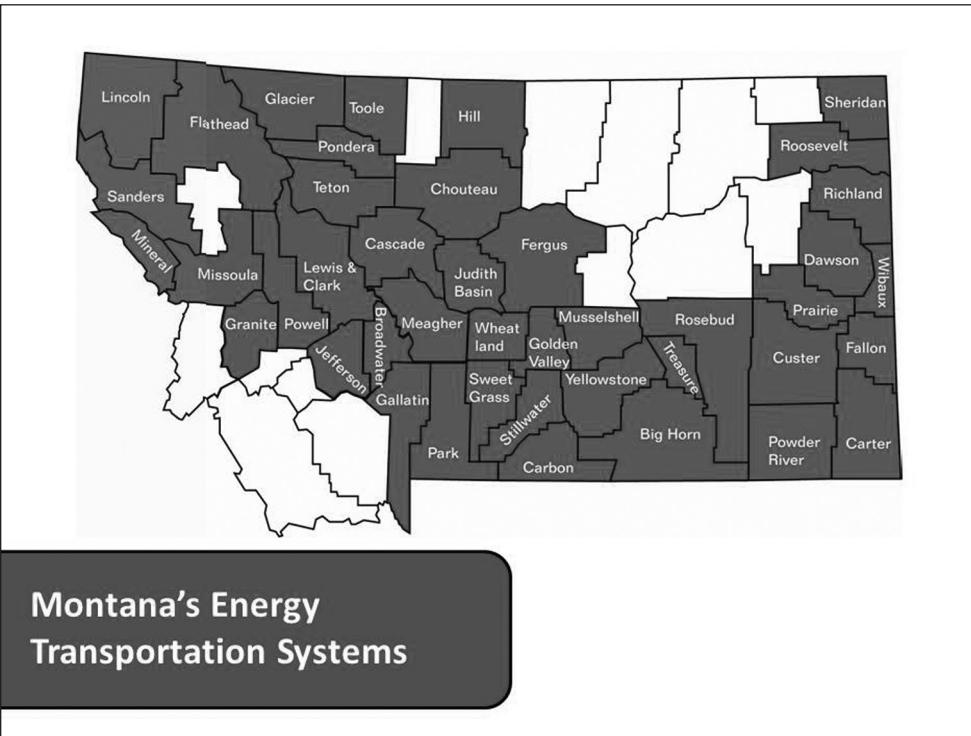 Lincoln
Flathead
Glacier
Toole
Hill
Sheridan
Pondera
Roosevelt
Sanders
Teton
Chouteau
Richland
Mineral
Missoula
Lewis &
Clark
Cascade
Judith
Basin
Fergus
Dawson
Wibaux
Granite
Powell
Jefferson
Broadwater
Meagher
Wheat
land
Golden
Valley
Musselshell
Rosebud
Treasure
Prairie
Custer
Fallon
Gallatin
Park
Sweet
Grass
Stillwater
Yellowstone
Carbon
Big Horn
Powder
River
Carter
Montana’s Energy
Transportation Systems